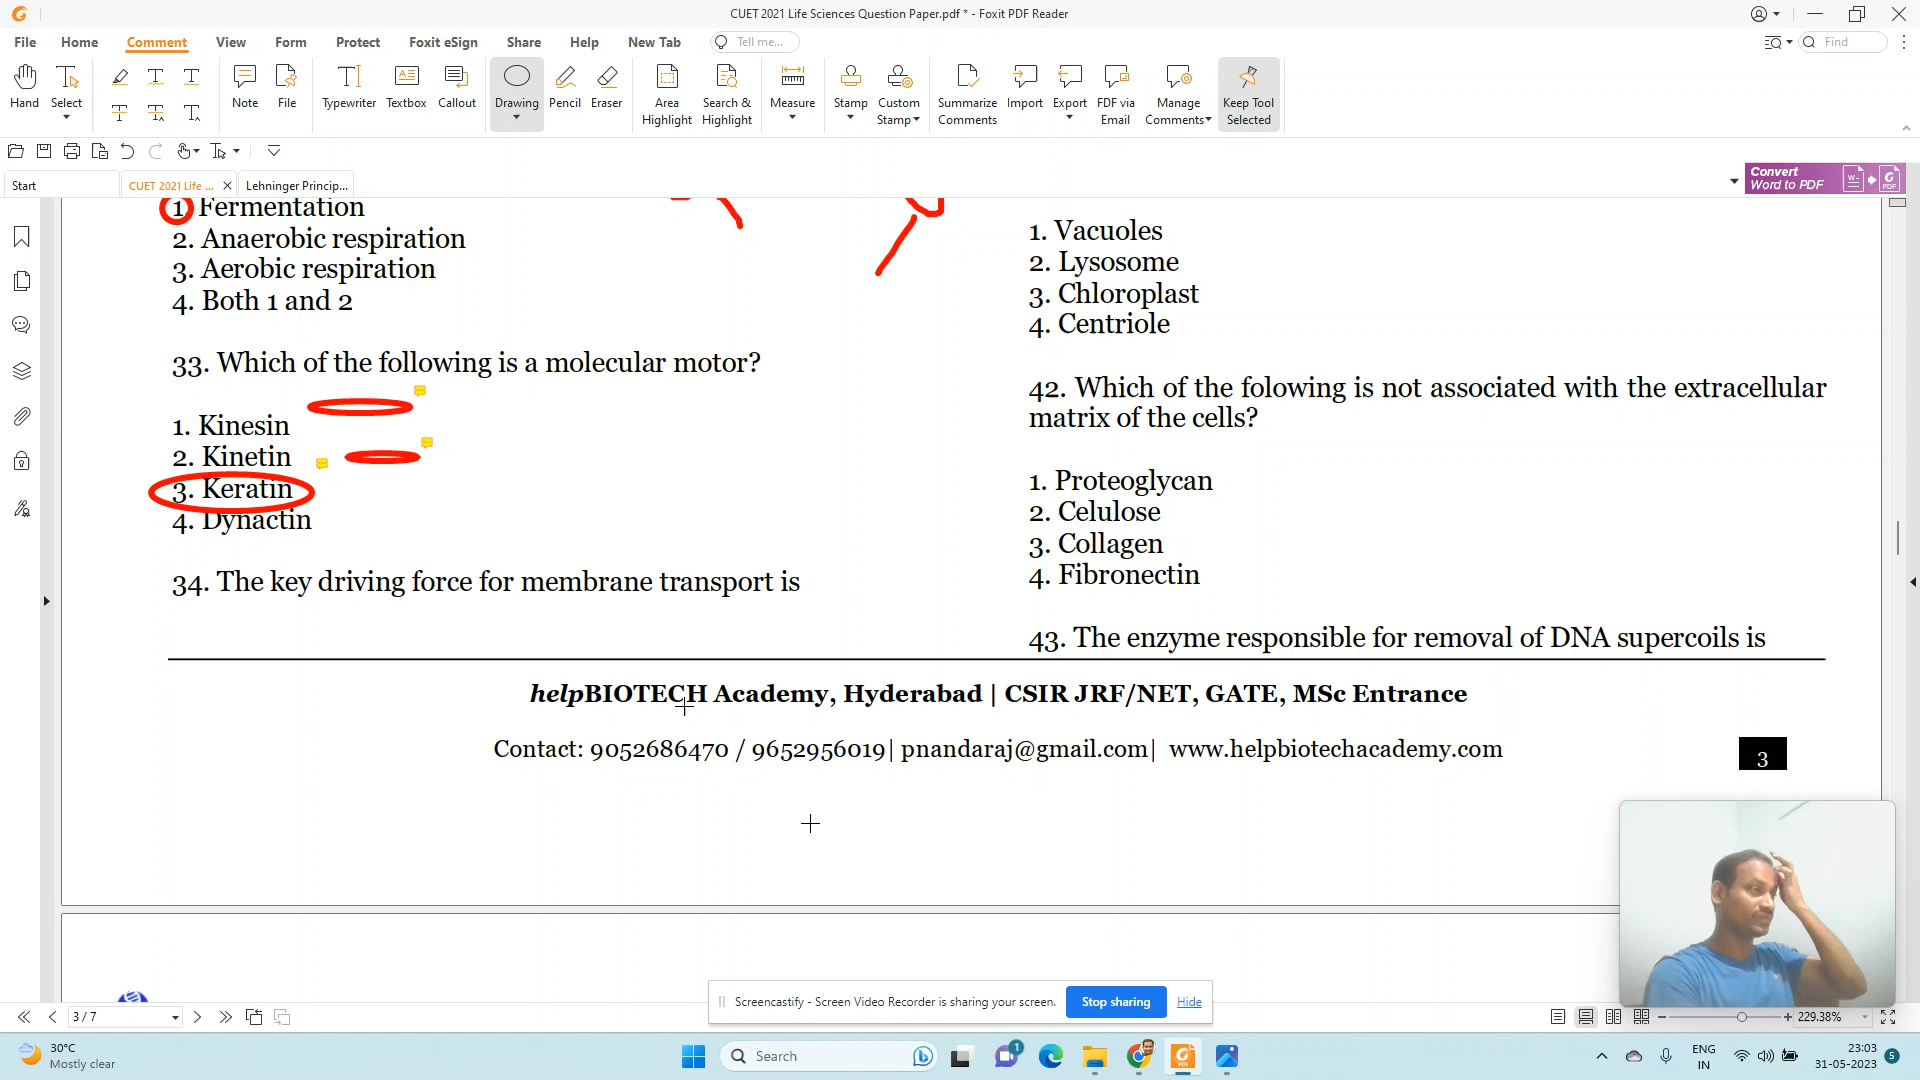 CUET 2021 Life Sciences Question Paper.pdf * - Foxit PDF Reader
File Home Comment View Form Protect Foxit eSign Share Help New Tab Tell me... Find
Hand Select Note File Typewriter Textbox Callout Drawing Pencil Eraser Area Highlight Search & Highlight Measure Stamp Custom Stamp Summarize Comments Import Export FDF via Email Manage Comments Keep Tool Selected
Start CUET 2021 Life ... Lehninger Princip... Convert Word to PDF
1. Fermentation
2. Anaerobic respiration
3. Aerobic respiration
4. Both 1 and 2
33. Which of the following is a molecular motor?
1. Kinesin
2. Kinetin
3. Keratin
4. Dynactin
34. The key driving force for membrane transport is
1. Vacuoles
2. Lysosome
3. Chloroplast
4. Centriole
42. Which of the folowing is not associated with the extracellular
matrix of the cells?
1. Proteoglycan
2. Celulose
3. Collagen
4. Fibronectin
43. The enzyme responsible for removal of DNA supercoils is
helpBIOTECH Academy, Hyderabad | CSIR JRF/NET, GATE, MSc Entrance
Contact: 9052686470 / 9652956019| pnandaraj@gmail.com| www.helpbiotechacademy.com
3
Screencastify - Screen Video Recorder is sharing your screen. Stop sharing Hide
3 / 7 229.38%
30°C
Mostly clear
Search
1
ENG
IN
23:03
31-05-2023
5